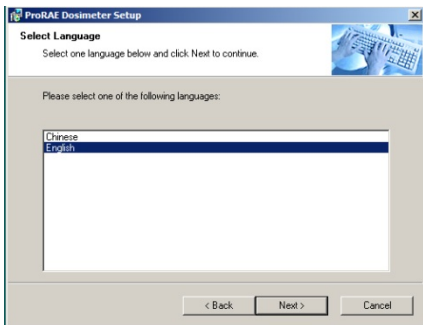 ProRAE Dosimeter Setup
Select Language
Select one language below and click Next to continue.
Please select one of the following languages:
Chinese
English
< Back
Next >
Cancel